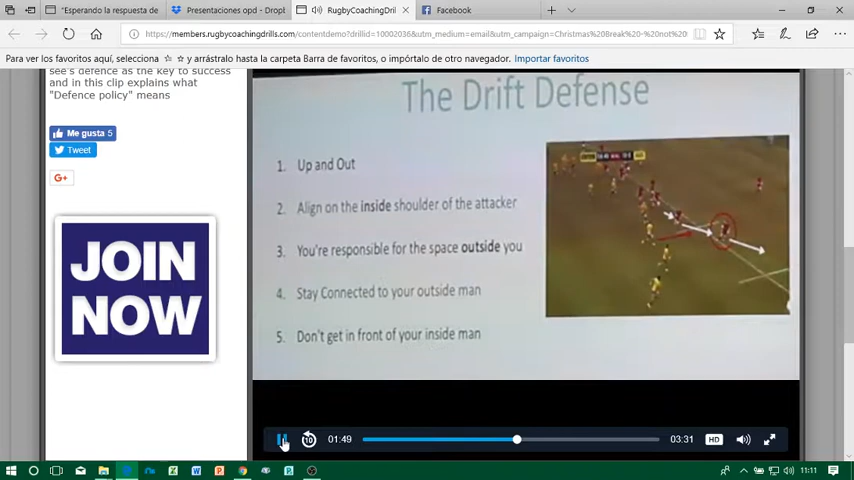 "Esperando la respuesta de
Presentaciones opd - Dropb
RugbyCoachingDril
Facebook
https://members.rugbycoachingdrills.com/contentdemo?drillid=10002036&utm_medium=email&utm_campaign=Christmas%20Break%20-%20not%20
Para ver los favoritos aquí, selecciona y arrástralo hasta la carpeta Barra de favoritos, o impórtalo de otro navegador. Importar favoritos
see's defence as the key to success
and in this clip explains what
"Defence policy" means
Me gusta 5
Tweet
G+
JOIN
NOW
The Drift Defense
1. Up and Out
2. Align on the inside shoulder of the attacker
3. You're responsible for the space outside you
4. Stay Connected to your outside man
5. Don't get in front of your inside man
10
01:49
03:31
HD
11:11